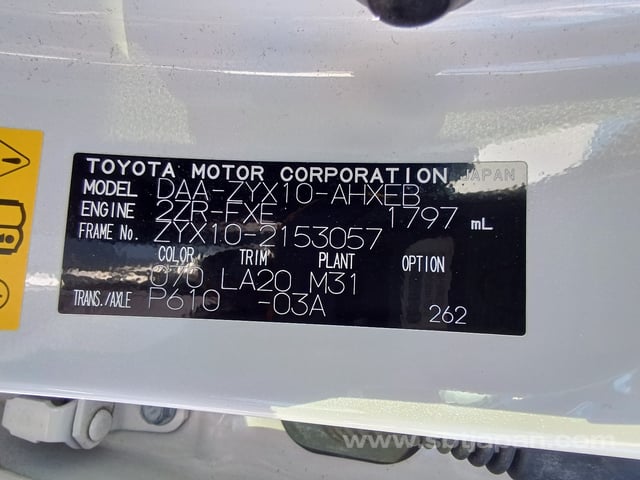 TOYOTA MOTOR CORPORATION JAPAN
MODEL DAA-ZYX10-AHXEB
ENGINE 2ZR-FXE 1797 mL
FRAME No. ZYX10-2153057
COLOR TRIM PLANT OPTION
070 LA20 M31
TRANS./AXLE P610 -03A 262
www.sbtjapan.com